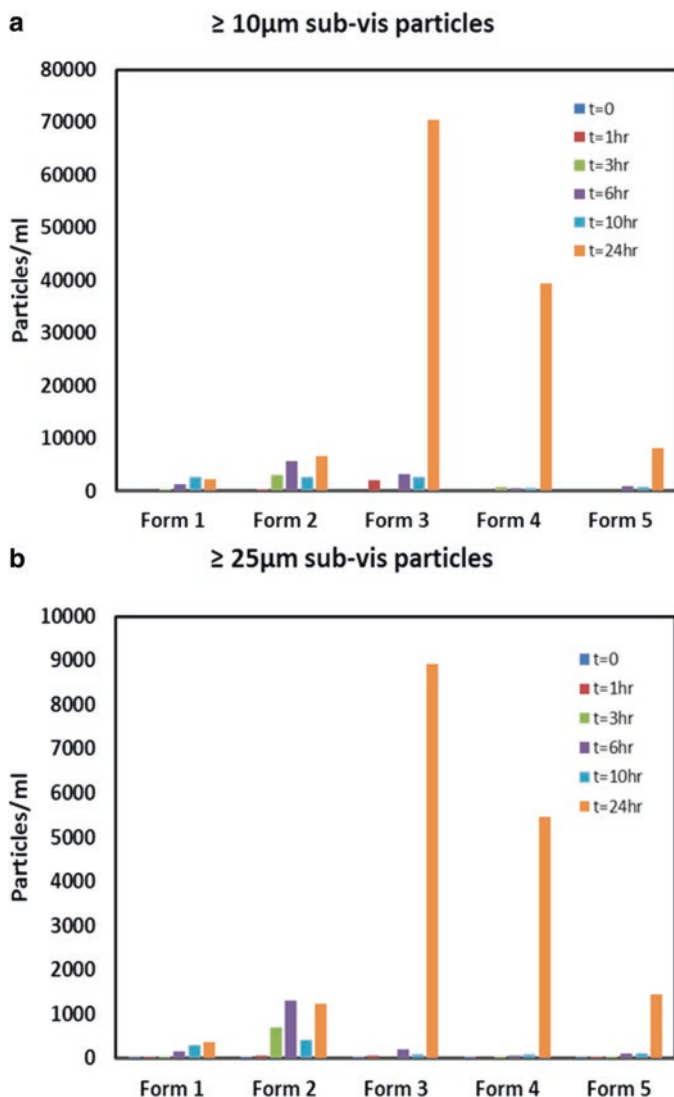 a
≥ 10µm sub-vis particles
80000
70000
60000
50000
40000
30000
20000
10000
0
Particles/ml
t=0
t=1hr
t=3hr
t=6hr
t=10hr
t=24hr
Form 1 Form 2 Form 3 Form 4 Form 5
b
≥ 25µm sub-vis particles
10000
9000
8000
7000
6000
5000
4000
3000
2000
1000
0
Particles/ml
t=0
t=1hr
t=3hr
t=6hr
t=10hr
t=24hr
Form 1 Form 2 Form 3 Form 4 Form 5